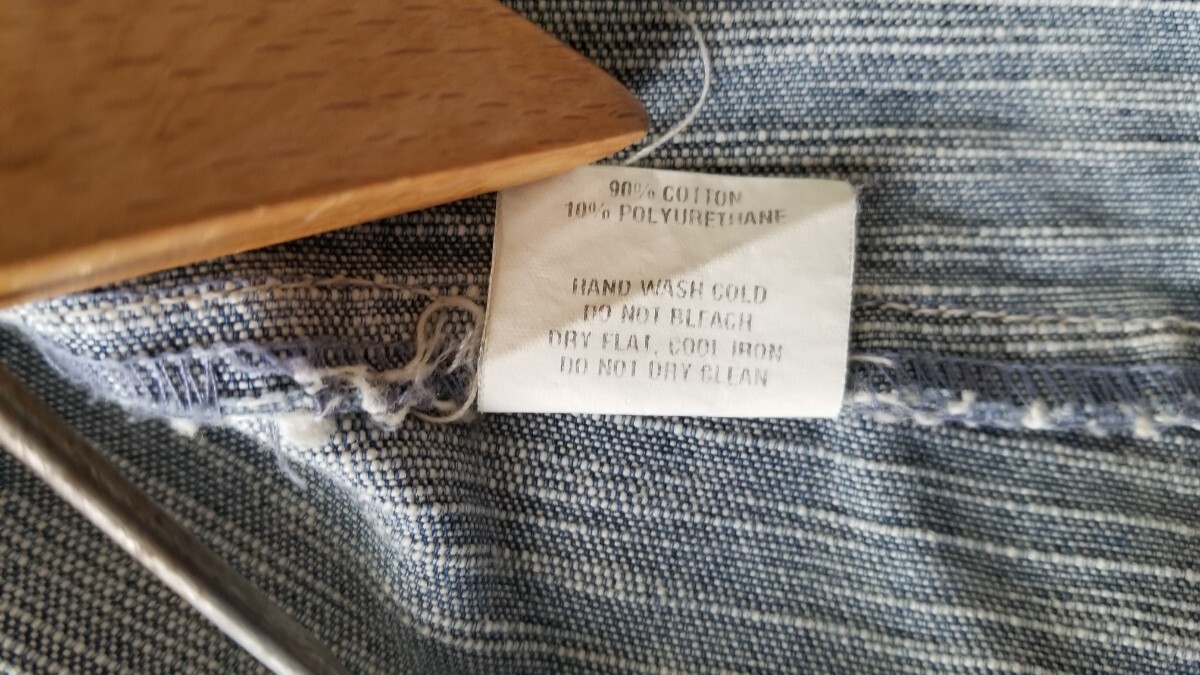 90% COTTON
10% POLYURETHANE
HAND WASH COLD
DO NOT BLEACH
DRY FLAT, COOL IRON
DO NOT DRY CLEAN